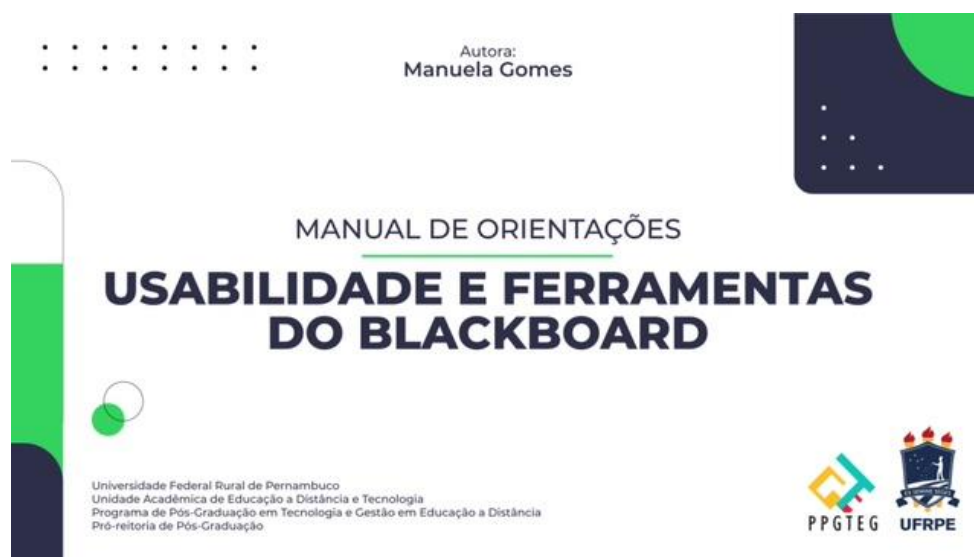 Autora:
Manuela Gomes
MANUAL DE ORIENTAÇÕES
USABILIDADE E FERRAMENTAS
DO BLACKBOARD
Universidade Federal Rural de Pernambuco
Unidade Acadêmica de Educação a Distância e Tecnologia
Programa de Pós-Graduação em Tecnologia e Gestão em Educação a Distância
Pró-reitoria de Pós-Graduação
PPGTEG
UFRPE